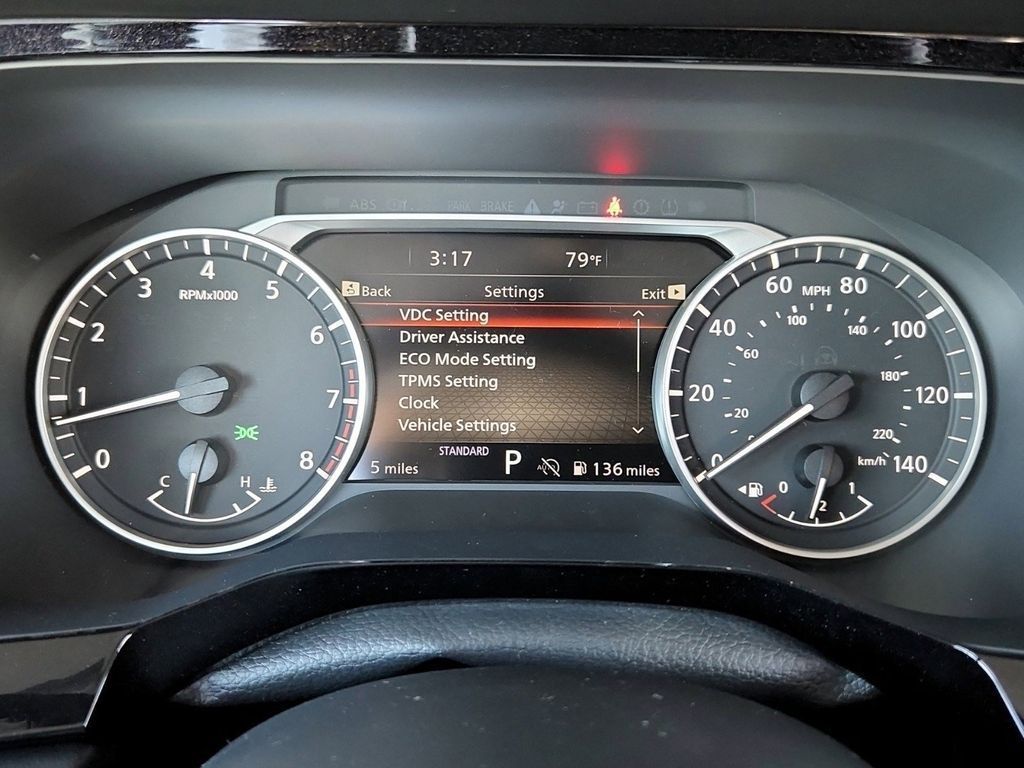 ABS
PARK BRAKE
3:17 79°F
Back Settings Exit
VDC Setting
Driver Assistance
ECO Mode Setting
TPMS Setting
Clock
Vehicle Settings
STANDARD
5 miles P AUTO 136 miles
RPMx1000
0 1 2 3 4 5 6 7 8
C H
MPH
0 20 40 60 80 100 120 140
20 60 100 140 180 220
km/h
0 1
2